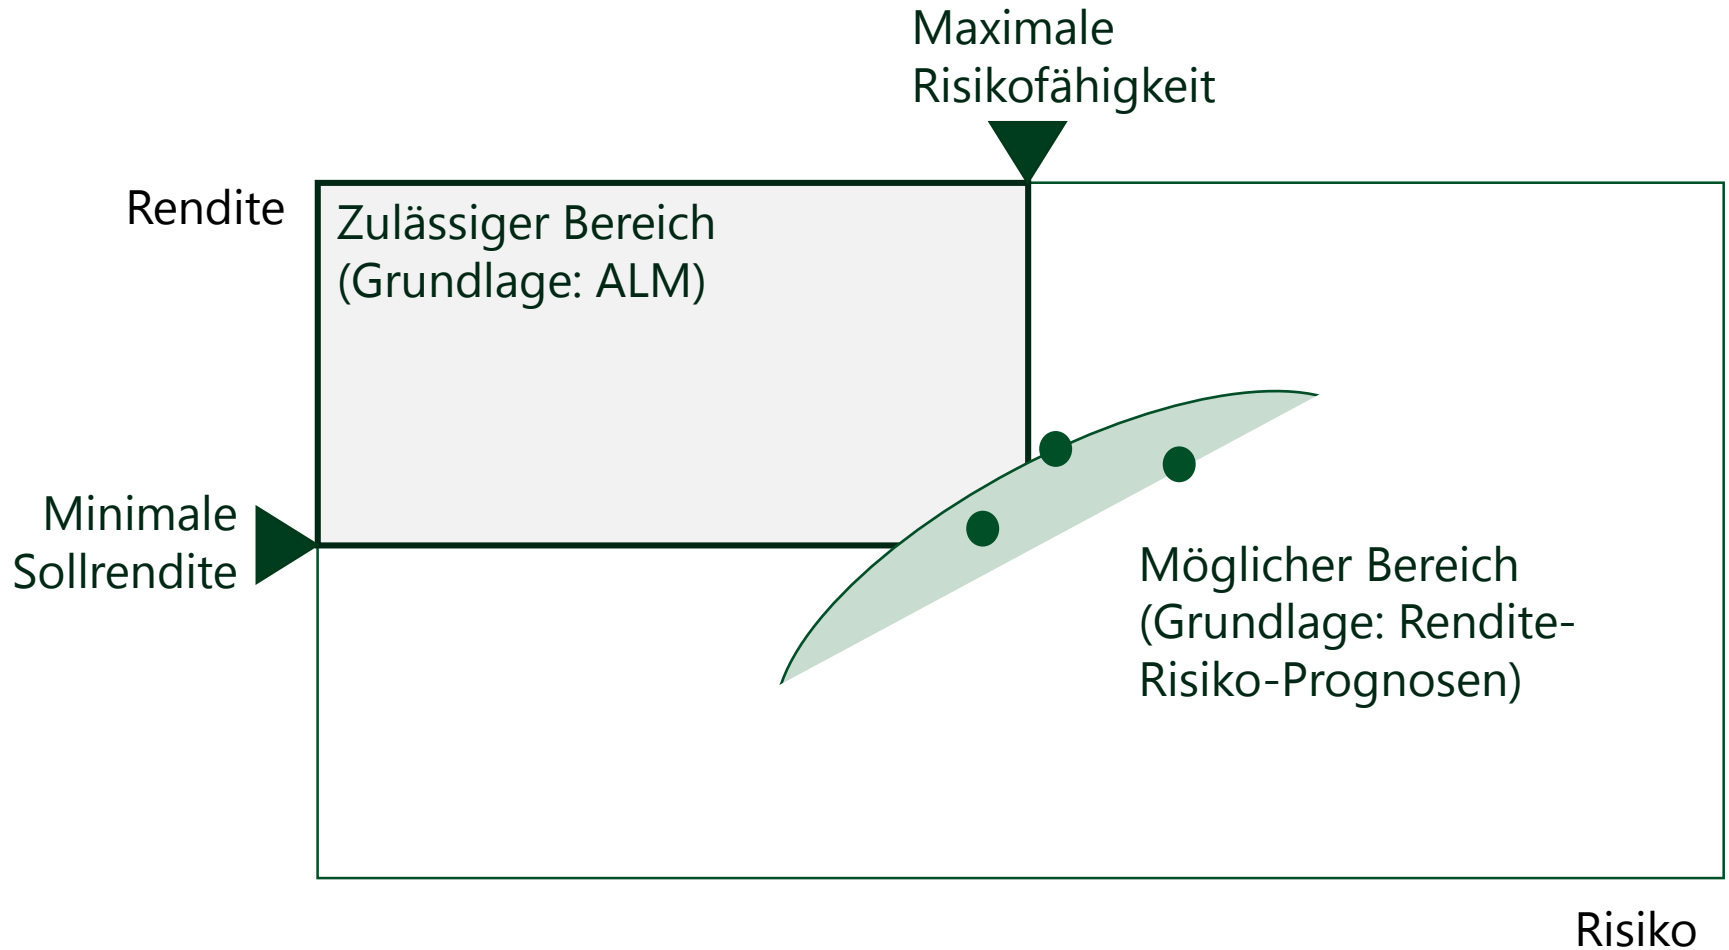 Maximale
Risikofähigkeit
Rendite
Zulässiger Bereich
(Grundlage: ALM)
Minimale
Sollrendite
Möglicher Bereich
(Grundlage: Rendite-
Risiko-Prognosen)
Risiko